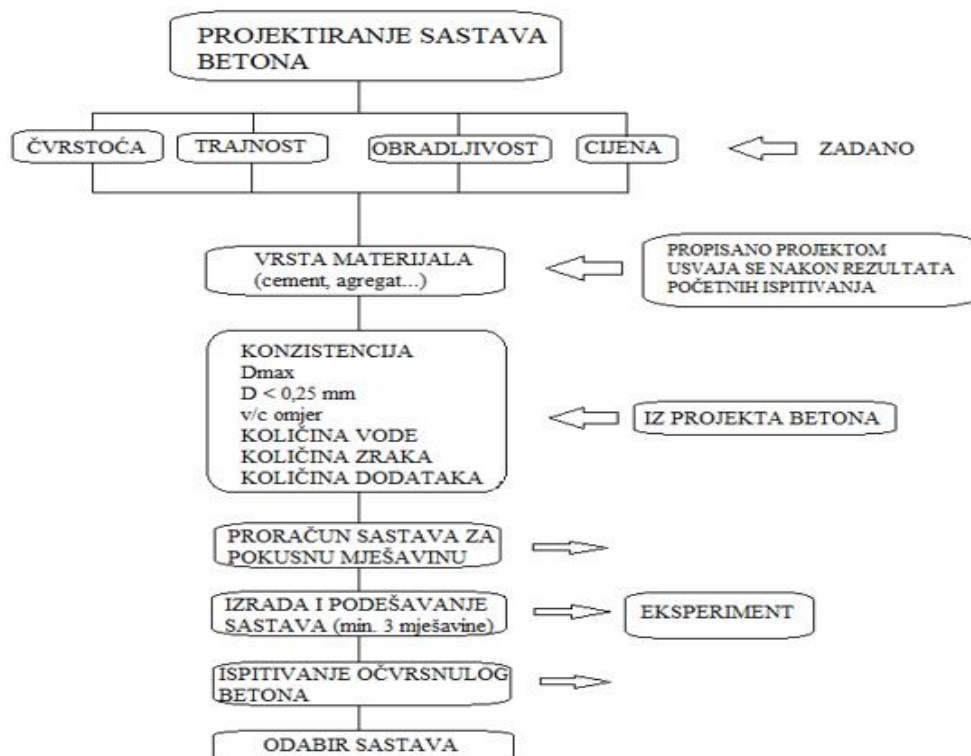 PROJEKTIRANJE SASTAVA
BETONA
ČVRSTOĆA
TRAJNOST
OBRADLJIVOST
CIJENA
ZADANO
VRSTA MATERIJALA
(cement, agregat...)
PROPISANO PROJEKTOM
USVAJA SE NAKON REZULTATA
POČETNIH ISPITIVANJA
KONZISTENCIJA
Dmax
D < 0,25 mm
v/c omjer
KOLIČINA VODE
KOLIČINA ZRAKA
KOLIČINA DODATAKA
IZ PROJEKTA BETONA
PRORAČUN SASTAVA ZA
POKUSNU MJEŠAVINU
IZRADA I PODEŠAVANJE
SASTAVA (min. 3 mješavine)
EKSPERIMENT
ISPITIVANJE OČVRSNULOG
BETONA
ODABIR SASTAVA